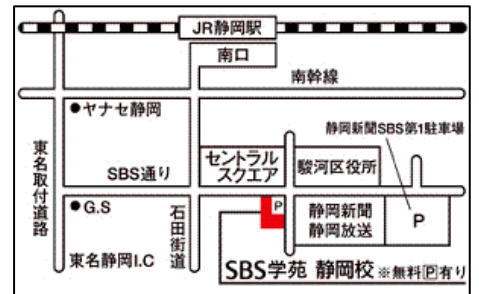 JR静岡駅
南口
南幹線
●ヤナセ静岡
静岡新聞SBS第1駐車場
東名取付道路
SBS通り
セントラル
スクエア
駿河区役所
●G.S
石田街道
P
静岡新聞
静岡放送
P
東名静岡I.C
SBS学苑 静岡校 ※無料P有り